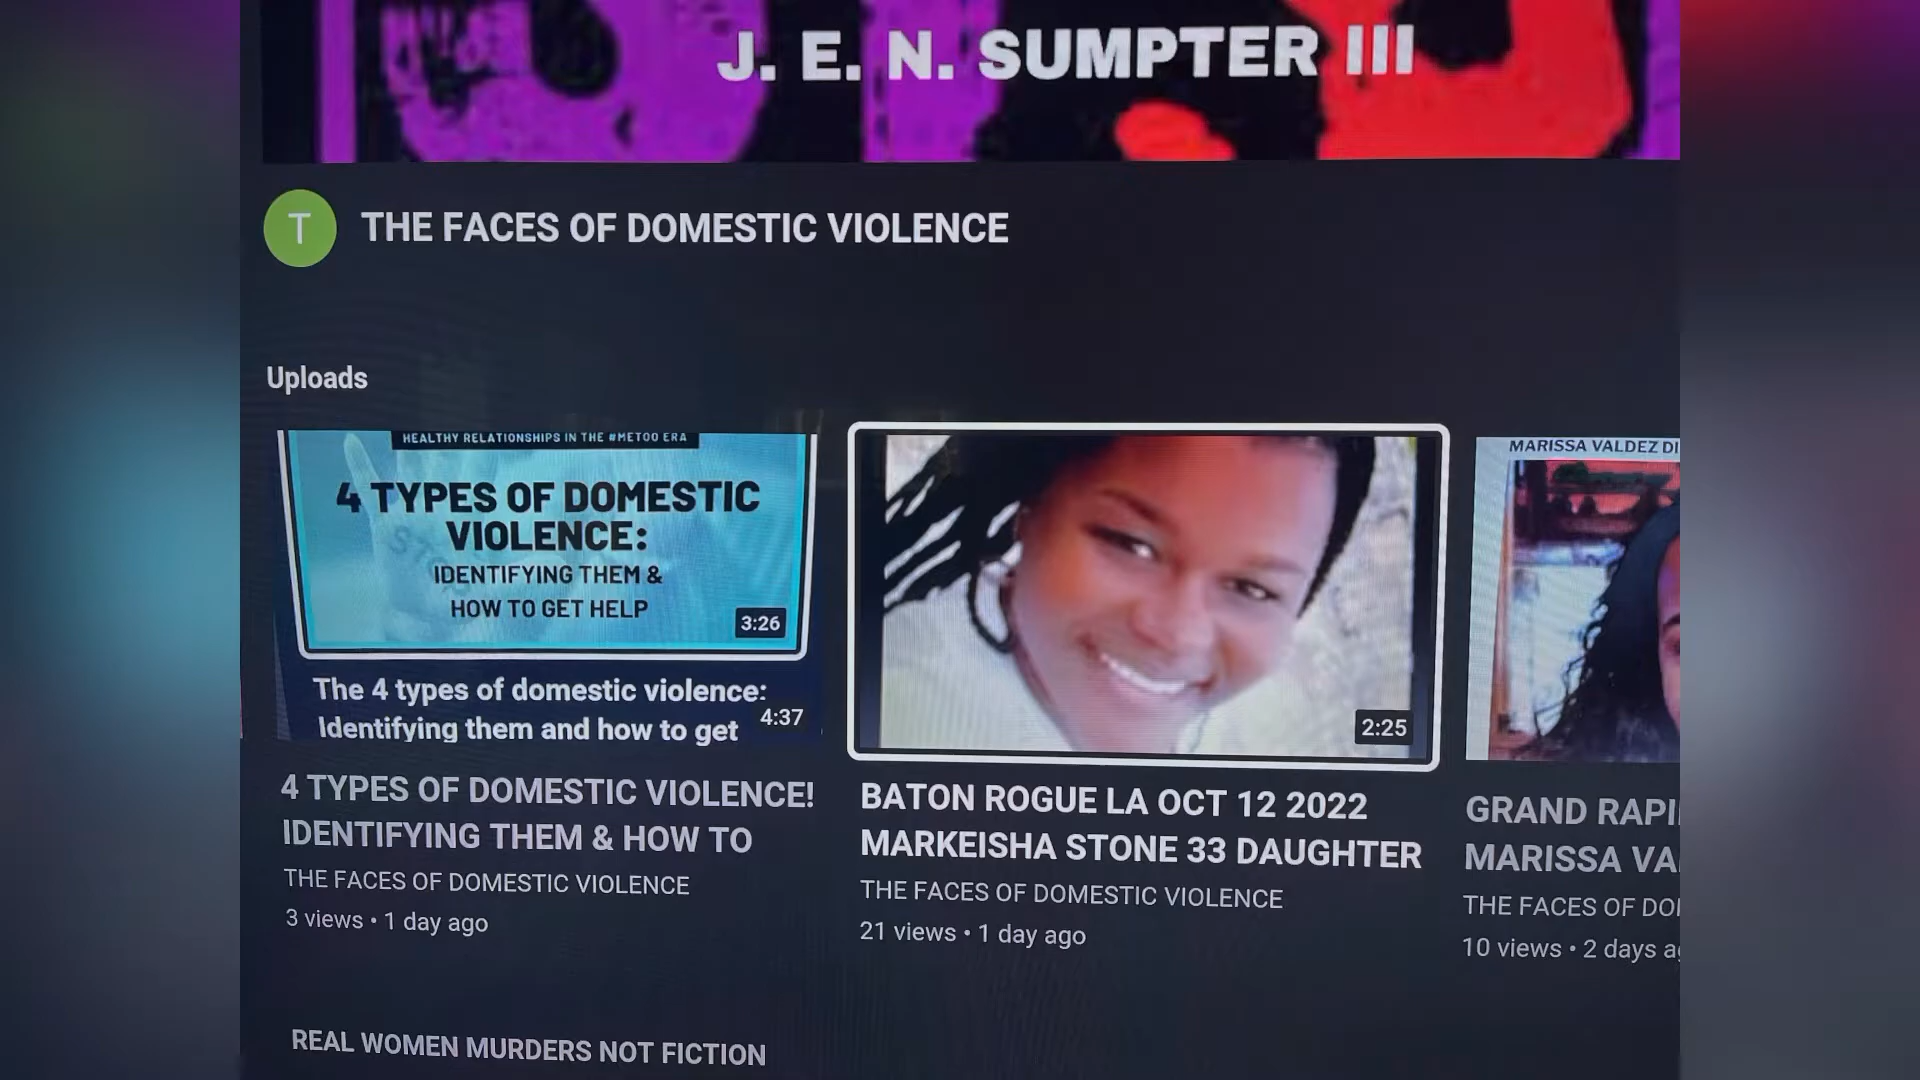 J. E. N. SUMPTER III
T
THE FACES OF DOMESTIC VIOLENCE
Uploads
HEALTHY RELATIONSHIPS IN THE #METOO ERA
4 TYPES OF DOMESTIC
VIOLENCE:
IDENTIFYING THEM &
HOW TO GET HELP
3:26
The 4 types of domestic violence:
Identifying them and how to get
4:37
4 TYPES OF DOMESTIC VIOLENCE!
IDENTIFYING THEM & HOW TO
THE FACES OF DOMESTIC VIOLENCE
3 views • 1 day ago
2:25
BATON ROGUE LA OCT 12 2022
MARKEISHA STONE 33 DAUGHTER
THE FACES OF DOMESTIC VIOLENCE
21 views • 1 day ago
MARISSA VALDEZ DI
GRAND RAPI
MARISSA VA
THE FACES OF DO
10 views • 2 days a
REAL WOMEN MURDERS NOT FICTION